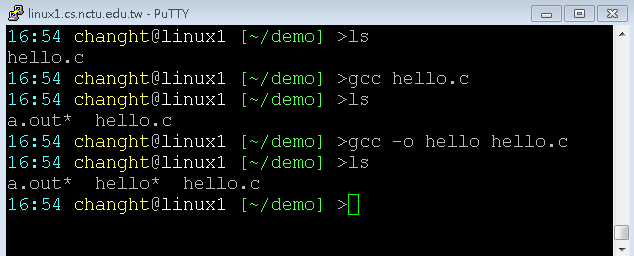 linux1.cs.nctu.edu.tw - PuTTY
16:54 changht@linux1 [~/demo] >ls
hello.c
16:54 changht@linux1 [~/demo] >gcc hello.c
16:54 changht@linux1 [~/demo] >ls
a.out*  hello.c
16:54 changht@linux1 [~/demo] >gcc -o hello hello.c
16:54 changht@linux1 [~/demo] >ls
a.out*  hello*  hello.c
16:54 changht@linux1 [~/demo] >